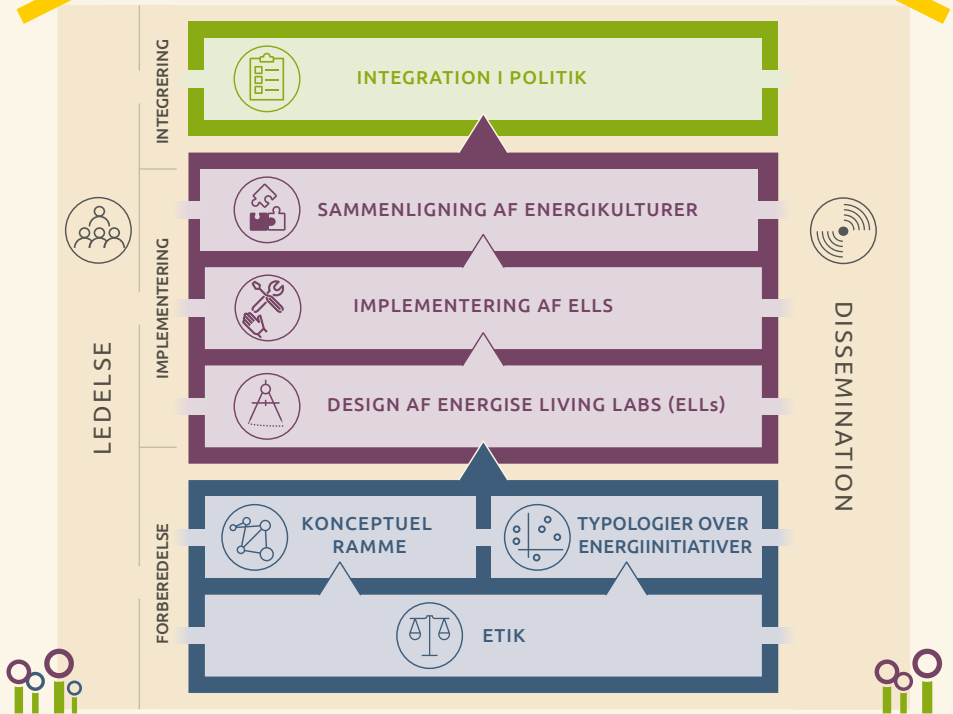 INTEGRERING
INTEGRATION I POLITIK
IMPLEMENTERING
SAMMENLIGNING AF ENERGIKULTURER
IMPLEMENTERING AF ELLS
DESIGN AF ENERGISE LIVING LABS (ELLs)
LEDELSE
DISSEMINATION
FORBEREDELSE
KONCEPTUEL
RAMME
TYPOLOGIER OVER
ENERGIINITIATIVER
ETIK